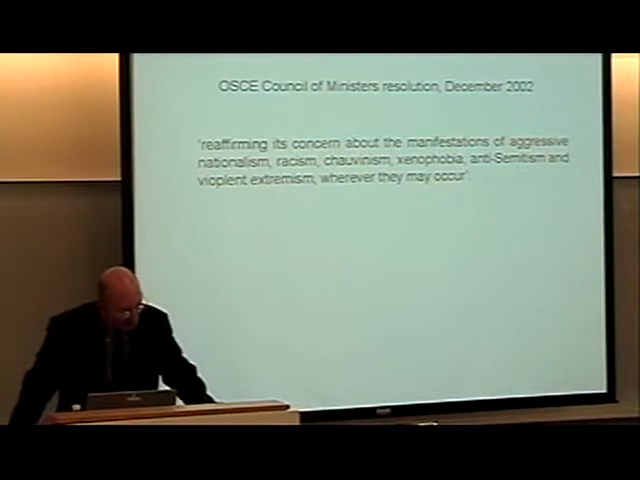 OSCE Council of Ministers resolution, December 2002
'reaffirming its concern about the manifestations of aggressive
nationalism, racism, chauvinism, xenophobia, anti-Semitism and
vioplent extremism, wherever they may occur'.